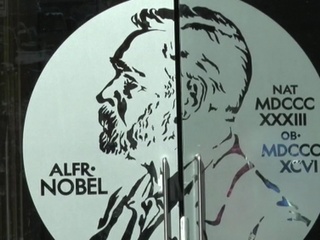 ALFR·
NOBEL
NAT
MDCCC
XXXIII
OB·
MDCCC
XCVI